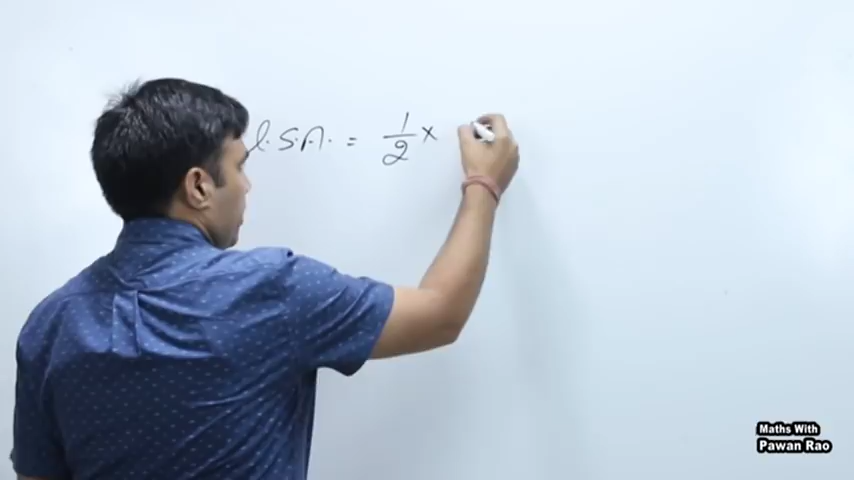 l.S.A. = 1/2 x
Maths With
Pawan Rao